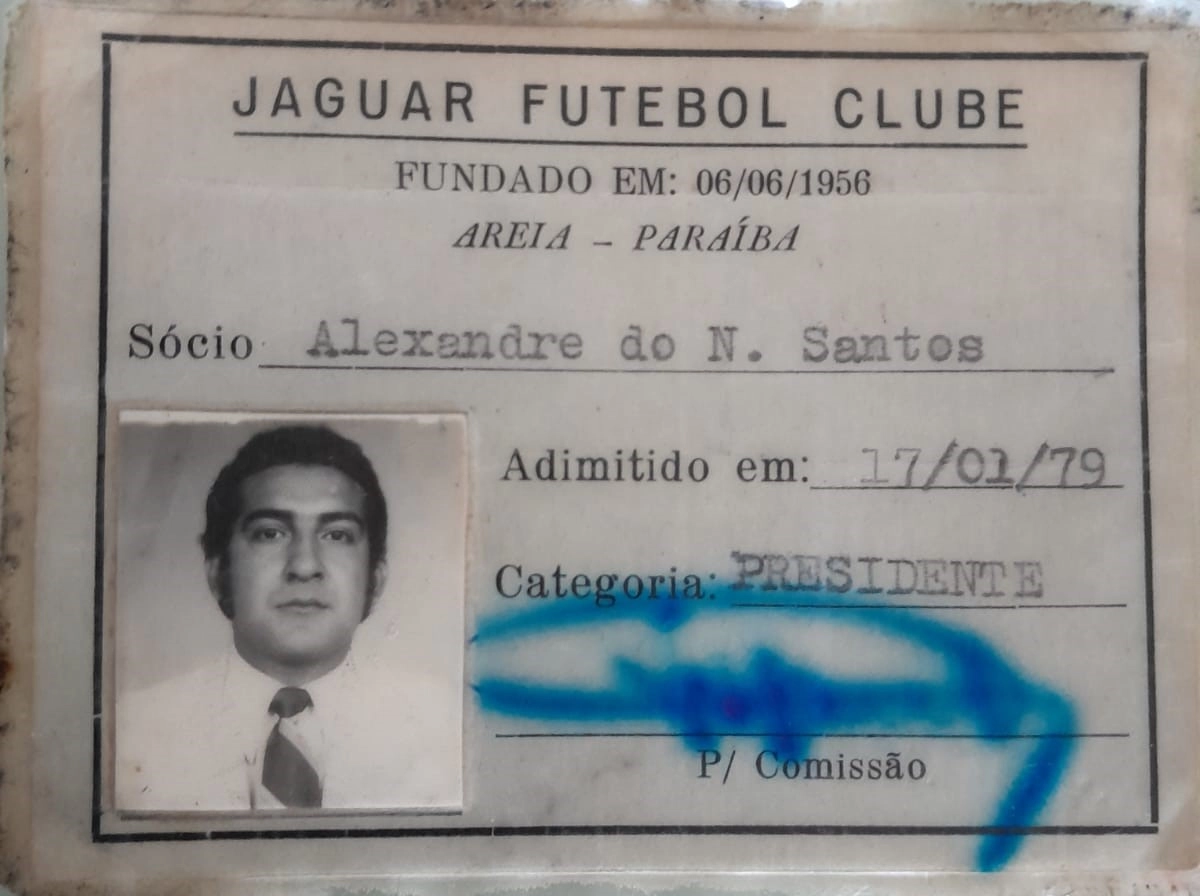 JAGUAR FUTEBOL CLUBE
FUNDADO EM: 06/06/1956
AREIA - PARAÍBA
Sócio Alexandre do N. Santos
Adimitido em: 17/01/79
Categoria: PRESIDENTE
P/ Comissão